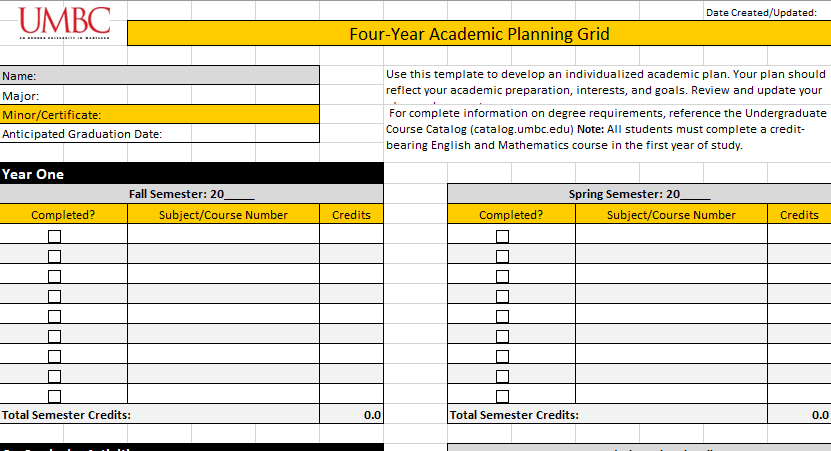 UMBC
AN HONORS UNIVERSITY IN MARYLAND
Date Created/Updated:
Four-Year Academic Planning Grid
Name:
Major:
Minor/Certificate:
Anticipated Graduation Date:
Use this template to develop an individualized academic plan. Your plan should
reflect your academic preparation, interests, and goals. Review and update your
For complete information on degree requirements, reference the Undergraduate
Course Catalog (catalog.umbc.edu) Note: All students must complete a credit-
bearing English and Mathematics course in the first year of study.
Year One
Fall Semester: 20_____
Completed? Subject/Course Number Credits
Total Semester Credits: 0.0
Spring Semester: 20_____
Completed? Subject/Course Number Credits
Total Semester Credits: 0.0